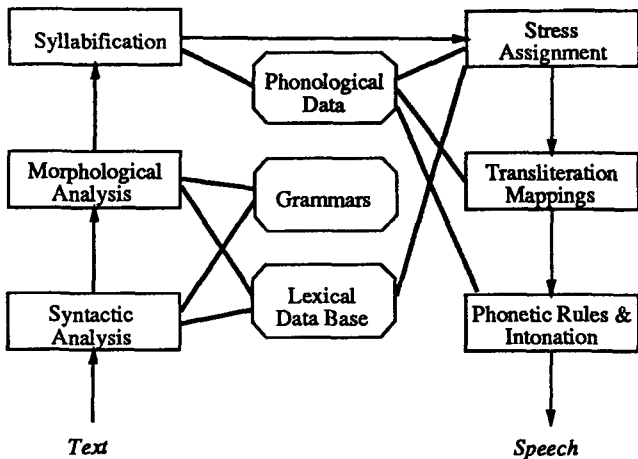 Syllabification
Stress
Assignment
Phonological
Data
Morphological
Analysis
Grammars
Transliteration
Mappings
Syntactic
Analysis
Lexical
Data Base
Phonetic Rules &
Intonation
Text
Speech